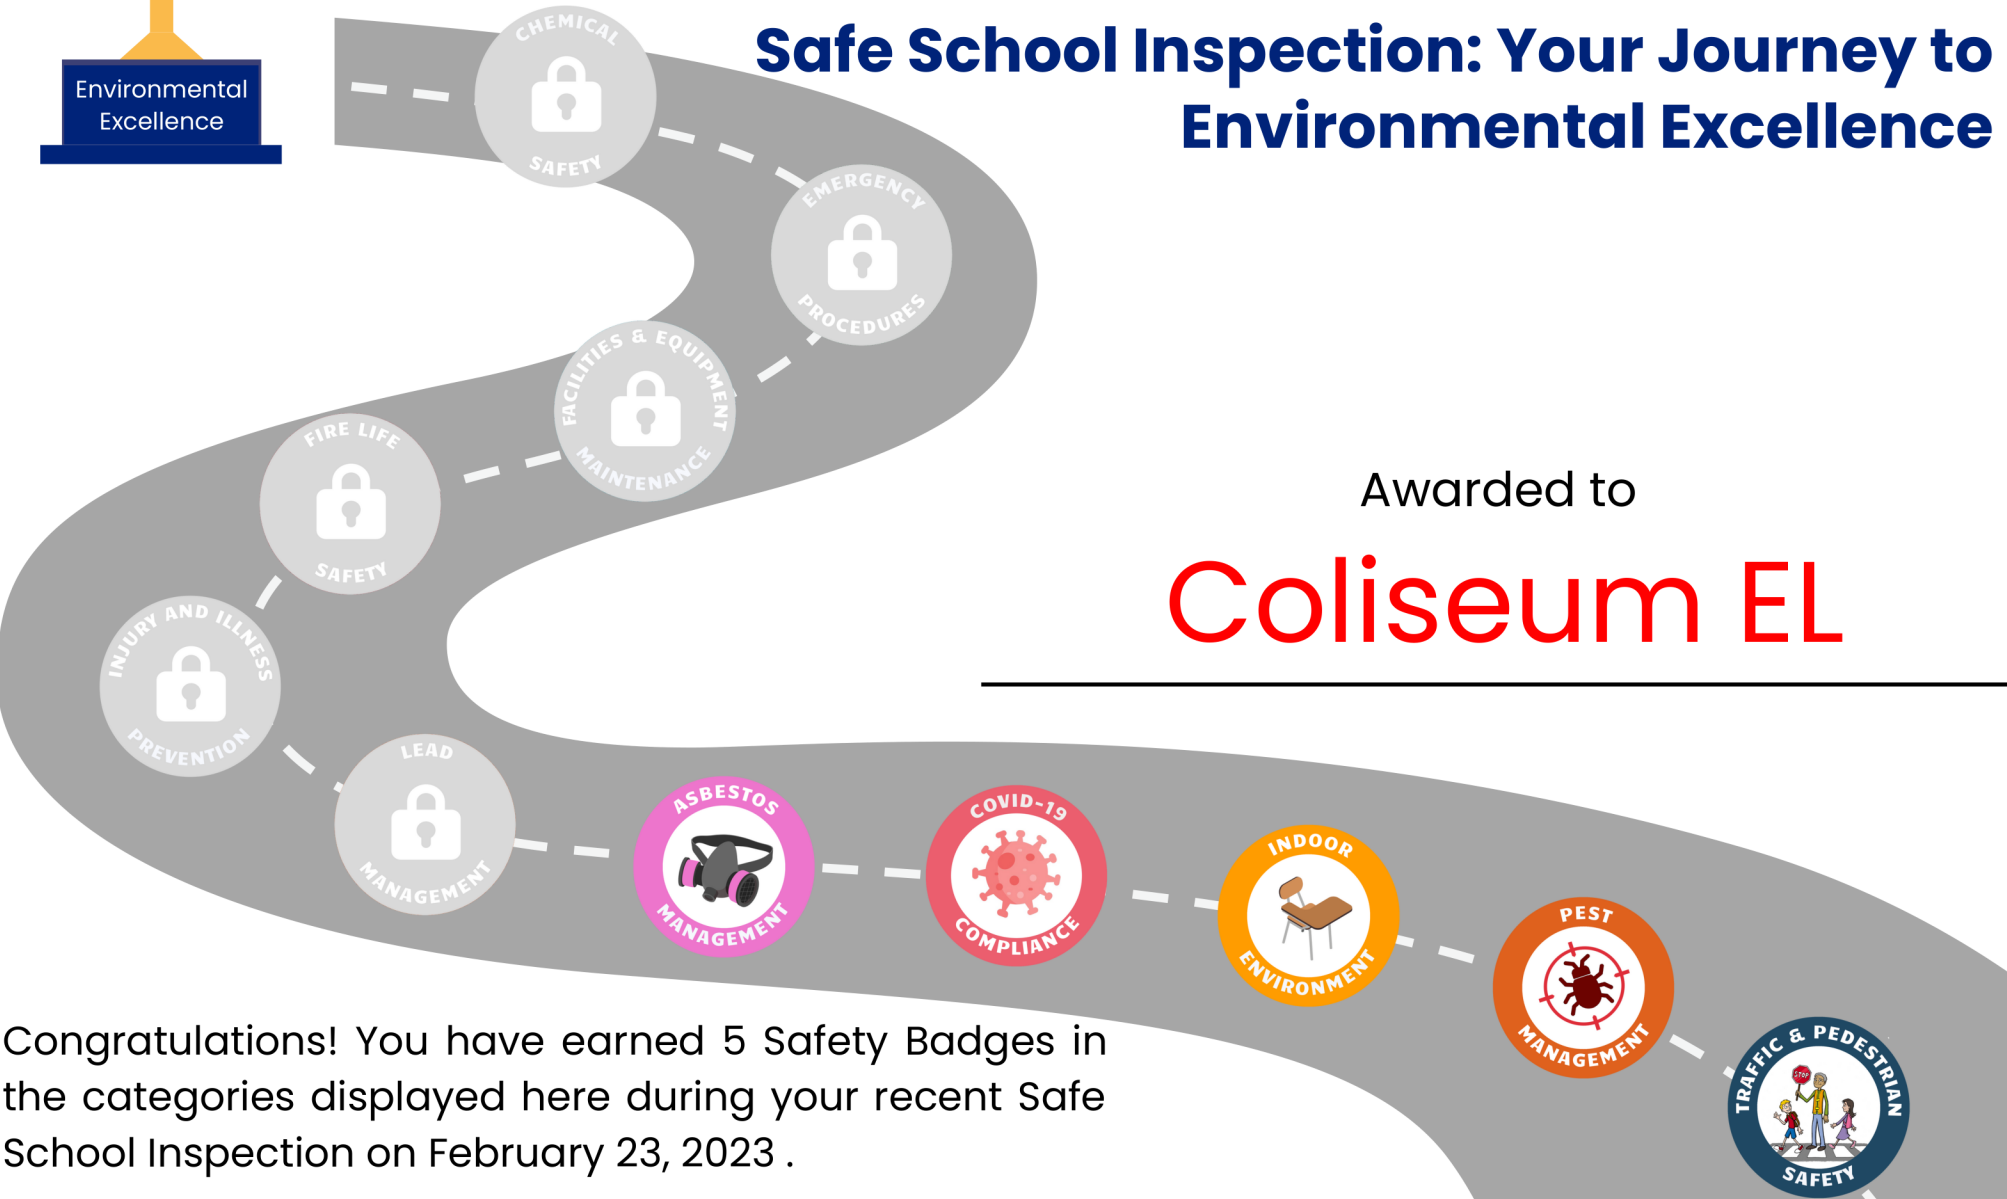 Safe School Inspection: Your Journey to
Environmental Excellence
Environmental
Excellence
CHEMICAL
SAFETY
EMERGENCY
PROCEDURES
FACILITIES & EQUIPMENT
MAINTENANCE
FIRE LIFE
SAFETY
INJURY AND ILLNESS
PREVENTION
LEAD
MANAGEMENT
Awarded to
Coliseum EL
ASBESTOS
MANAGEMENT
COVID-19
COMPLIANCE
INDOOR
ENVIRONMENT
PEST
MANAGEMENT
TRAFFIC & PEDESTRIAN
STOP
SAFETY
Congratulations! You have earned 5 Safety Badges in
the categories displayed here during your recent Safe
School Inspection on February 23, 2023 .